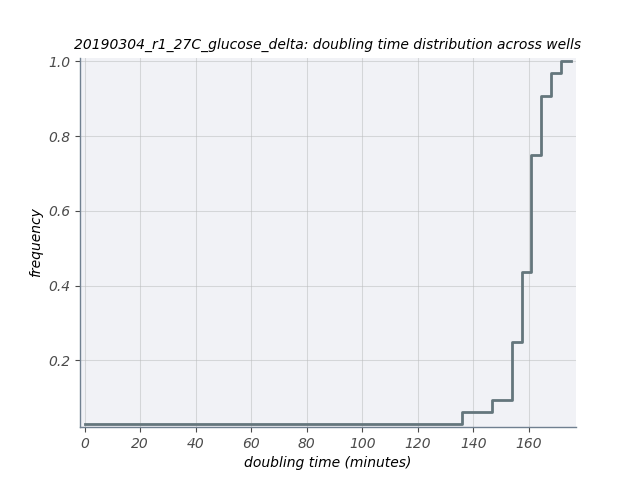 20190304_r1_27C_glucose_delta: doubling time distribution across wells
1.0
0.8
0.6
0.4
0.2
frequency
0 20 40 60 80 100 120 140 160
doubling time (minutes)